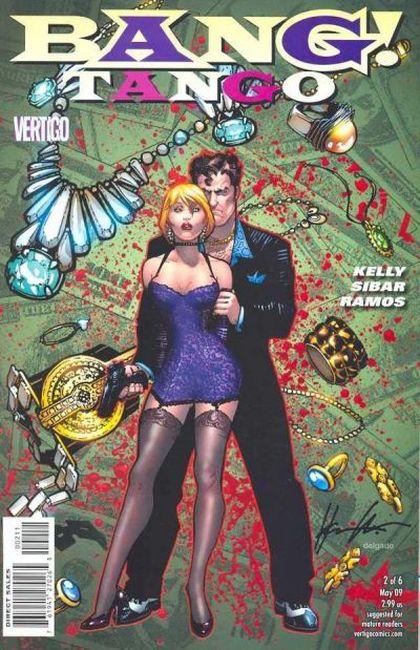 BANG!
TANGO
VERTIGO
KELLY
SIBAR
RAMOS
delgado
2 of 6
May 09
2.99 US
suggested for
mature readers
vertigocomics.com
DIRECT SALES
00211